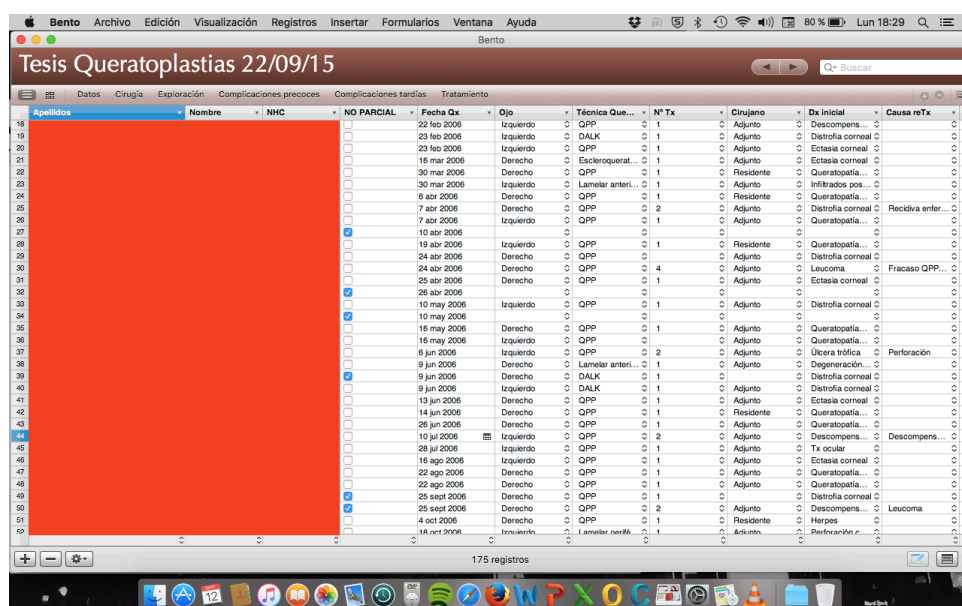 Bento Archivo Edición Visualización Registros Insertar Formularios Ventana Ayuda 5 80 % Lun 18:29
Bento
Tesis Queratoplastias 22/09/15
Buscar
Datos Cirugía Exploración Complicaciones precoces Complicaciones tardías Tratamiento
Apellidos Nombre NHC NO PARCIAL Fecha Qx Ojo Técnica Que... Nº Tx Cirujano Dx inicial Causa reTx
18 22 feb 2006 Izquierdo QPP 1 Adjunto Descompens...
19 23 feb 2006 Izquierdo DALK 1 Adjunto Distrofia corneal
20 23 feb 2006 Izquierdo QPP 1 Adjunto Ectasia corneal
21 16 mar 2006 Derecho Escleroquerat... 1 Adjunto Ectasia corneal
22 30 mar 2006 Derecho QPP 1 Residente Queratopatía...
23 30 mar 2006 Izquierdo Lamelar anteri... 1 Adjunto Infiltrados pos...
24 6 abr 2006 Derecho QPP 1 Residente Queratopatía...
25 7 abr 2006 Derecho QPP 2 Adjunto Distrofia corneal Recidiva enfer...
26 7 abr 2006 Izquierdo QPP 1 Adjunto Queratopatía...
27 10 abr 2006
28 19 abr 2006 Izquierdo QPP 1 Residente Queratopatía...
29 24 abr 2006 Derecho QPP Adjunto Distrofia corneal
30 24 abr 2006 Derecho QPP 4 Adjunto Leucoma Fracaso QPP...
31 25 abr 2006 Derecho QPP 1 Adjunto Ectasia corneal
32 26 abr 2006
33 10 may 2006 Izquierdo QPP 1 Adjunto Distrofia corneal
34 10 may 2006
35 16 may 2006 Derecho QPP 1 Adjunto Queratopatía...
36 16 may 2006 Izquierdo QPP Adjunto Queratopatía...
37 6 jun 2006 Izquierdo QPP 2 Adjunto Úlcera trófica Perforación
38 9 jun 2006 Derecho Lamelar anteri... 1 Adjunto Degeneración...
39 9 jun 2006 Derecho DALK 1 Distrofia corneal
40 9 jun 2006 Izquierdo DALK 1 Adjunto Distrofia corneal
41 13 jun 2006 Derecho QPP 1 Adjunto Ectasia corneal
42 14 jun 2006 Derecho QPP 1 Residente Queratopatía...
43 26 jun 2006 Derecho QPP 1 Adjunto Queratopatía...
44 10 jul 2006 Izquierdo QPP 2 Adjunto Descompens... Descompens...
45 28 jul 2006 Izquierdo QPP 1 Adjunto Tx ocular
46 16 ago 2006 Izquierdo QPP 1 Adjunto Ectasia corneal
47 22 ago 2006 Derecho QPP 1 Adjunto Queratopatía...
48 22 ago 2006 Derecho QPP 1 Adjunto Queratopatía...
49 25 sept 2006 Derecho QPP 1 Distrofia corneal
50 25 sept 2006 Derecho QPP 2 Adjunto Descompens... Leucoma
51 4 oct 2006 Derecho QPP 1 Residente Herpes
52 18 oct 2006 Izquierdo Lamelar perifé... 1 Adjunto Perforación c...
175 registros
12